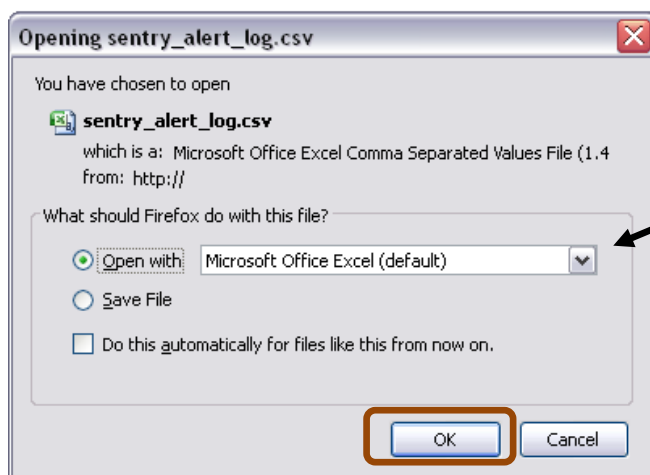 Opening sentry_alert_log.csv
You have chosen to open
sentry_alert_log.csv
which is a: Microsoft Office Excel Comma Separated Values File (1.4
from: http://
What should Firefox do with this file?
Open with Microsoft Office Excel (default)
Save File
Do this automatically for files like this from now on.
OK Cancel